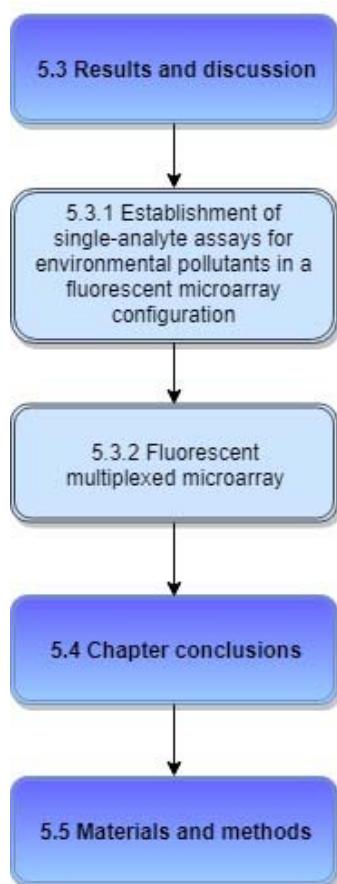 5.3 Results and discussion
5.3.1 Establishment of
single-analyte assays for
environmental pollutants in a
fluorescent microarray
configuration
5.3.2 Fluorescent
multiplexed microarray
5.4 Chapter conclusions
5.5 Materials and methods